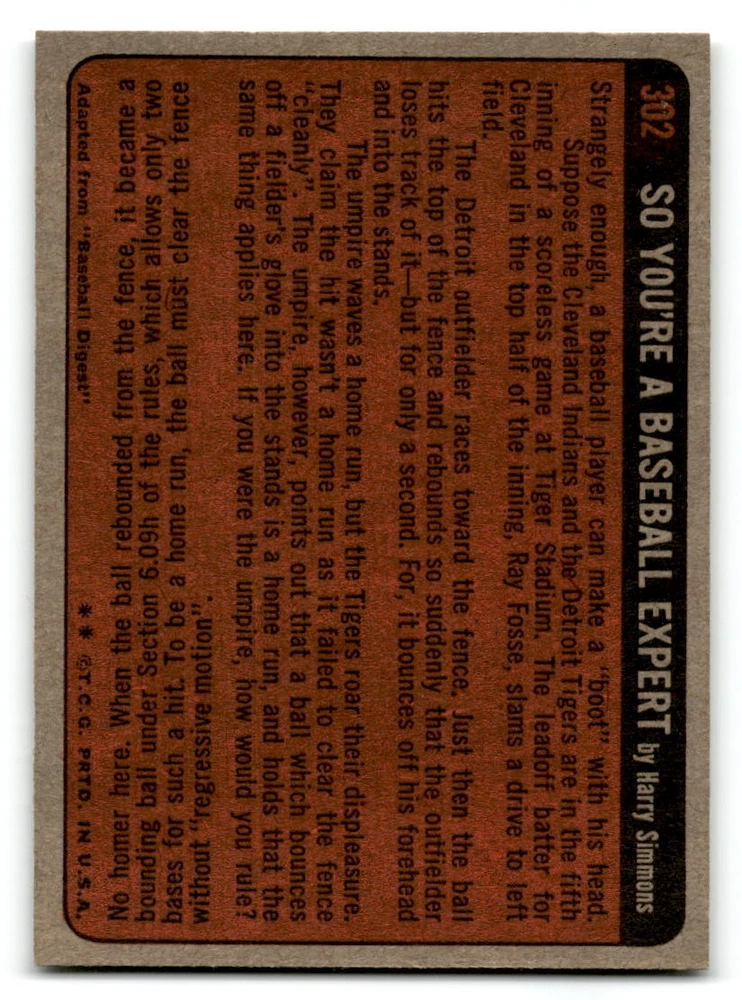 302 SO YOU'RE A BASEBALL EXPERT by Harry Simmons
Strangely enough, a baseball player can make a "boot" with his head.
Suppose the Cleveland Indians and the Detroit Tigers are in the fifth
inning of a scoreless game at Tiger Stadium. The leadoff batter for
Cleveland in the top half of the inning, Ray Fosse, slams a drive to left
field.
The Detroit outfielder races toward the fence. Just then the ball
hits the top of the fence and rebounds so suddenly that the outfielder
loses track of it—but for only a second. For, it bounces off his forehead
and into the stands.
The umpire waves a home run, but the Tigers roar their displeasure.
They claim the hit wasn't a home run as it failed to clear the fence
"cleanly". The umpire, however, points out that a ball which bounces
off a fielder's glove into the stands is a home run, and holds that the
same thing applies here. If you were the umpire, how would you rule?
No homer here. When the ball rebounded from the fence, it became a
bounding ball under Section 6.09h of the rules, which allows only two
bases for such a hit. To be a home run, the ball must clear the fence
without "regressive motion".
Adapted from "Baseball Digest" ** ©T.C.G. PRTD. IN U.S.A.